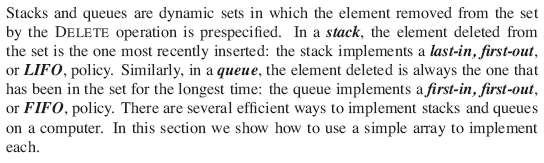 Stacks and queues are dynamic sets in which the element removed from the set
by the DELETE operation is prespecified. In a stack, the element deleted from
the set is the one most recently inserted: the stack implements a last-in, first-out,
or LIFO, policy. Similarly, in a queue, the element deleted is always the one that
has been in the set for the longest time: the queue implements a first-in, first-out,
or FIFO, policy. There are several efficient ways to implement stacks and queues
on a computer. In this section we show how to use a simple array to implement
each.